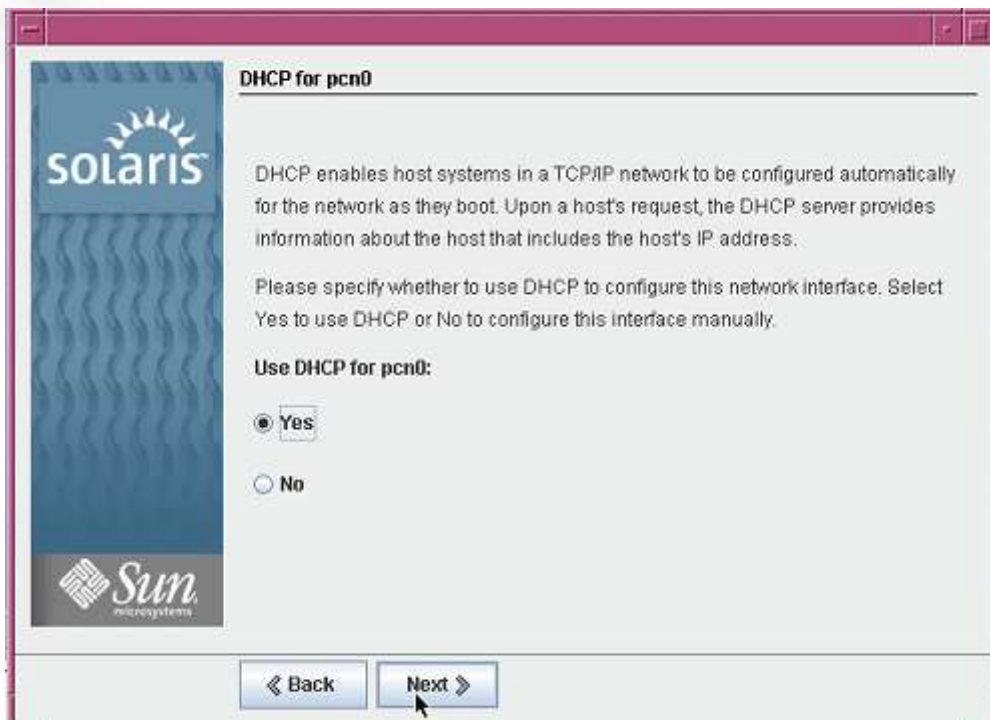 DHCP for pcn0
solaris
DHCP enables host systems in a TCP/IP network to be configured automatically
for the network as they boot. Upon a host's request, the DHCP server provides
information about the host that includes the host's IP address.
Please specify whether to use DHCP to configure this network interface. Select
Yes to use DHCP or No to configure this interface manually.
Use DHCP for pcn0:
Yes
No
Sun
microsystems
Back
Next